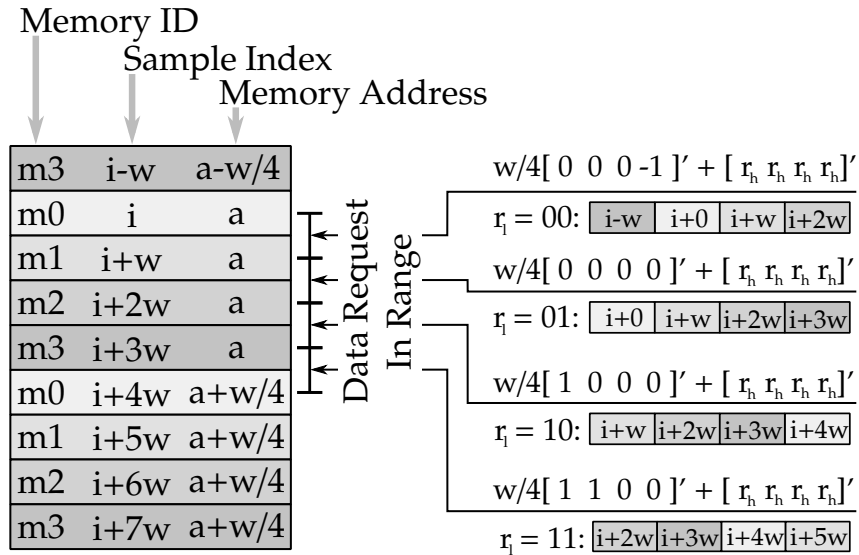 Memory ID
Sample Index
Memory Address
m3 i-w a-w/4
m0 i a
m1 i+w a
m2 i+2w a
m3 i+3w a
m0 i+4w a+w/4
m1 i+5w a+w/4
m2 i+6w a+w/4
m3 i+7w a+w/4
Data Request
In Range
w/4[ 0 0 0 -1 ]′ + [ rₕ rₕ rₕ rₕ]′
rₗ = 00: i-w i+0 i+w i+2w
w/4[ 0 0 0 0 ]′ + [ rₕ rₕ rₕ rₕ]′
rₗ = 01: i+0 i+w i+2w i+3w
w/4[ 1 0 0 0 ]′ + [ rₕ rₕ rₕ rₕ]′
rₗ = 10: i+w i+2w i+3w i+4w
w/4[ 1 1 0 0 ]′ + [ rₕ rₕ rₕ rₕ]′
rₗ = 11: i+2w i+3w i+4w i+5w